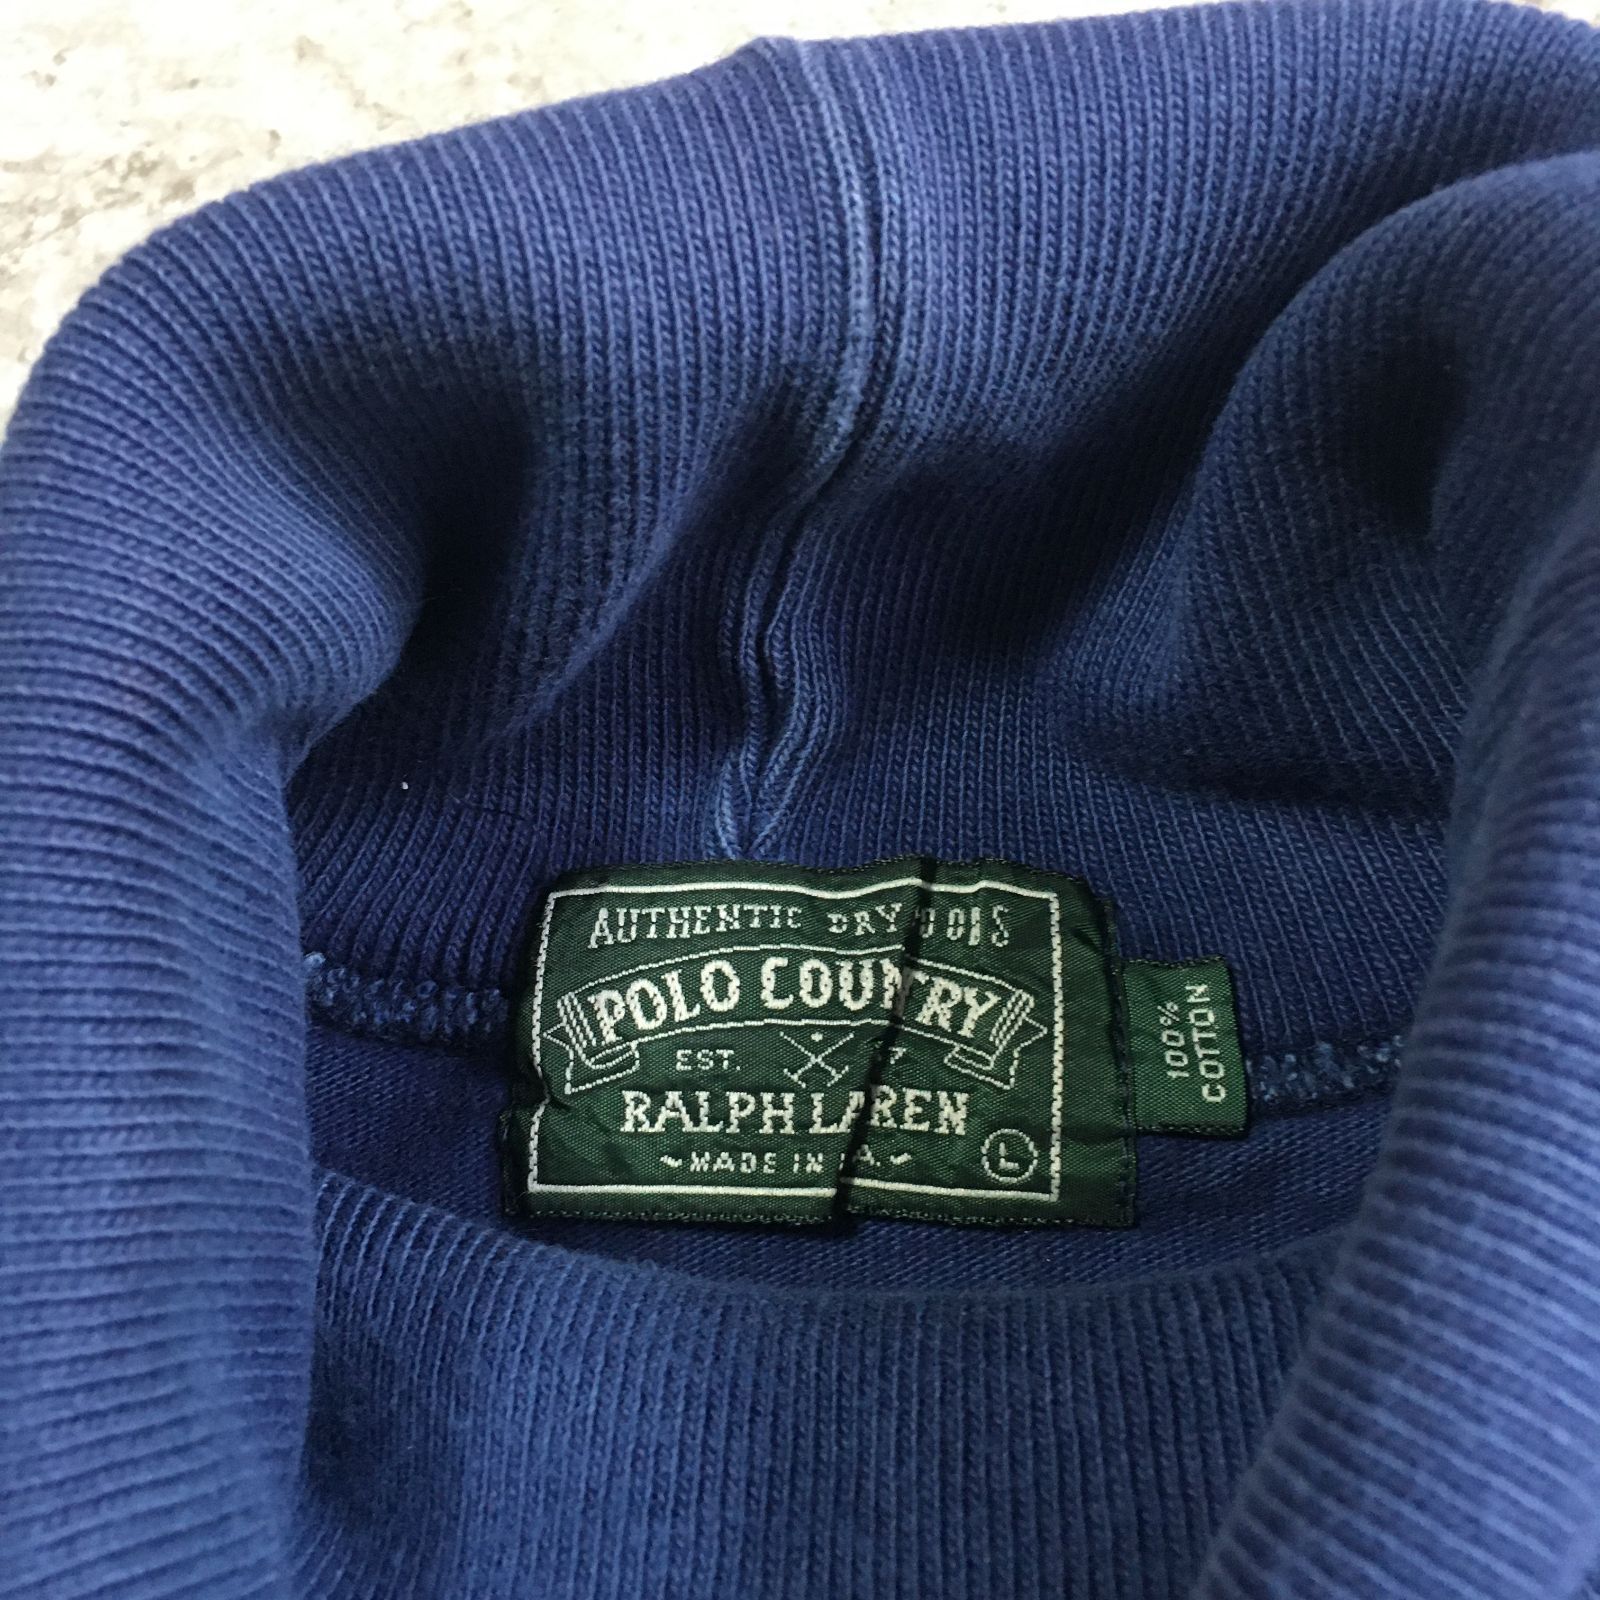 AUTHENTIC DRY GOODS
POLO COUNTRY
EST.
RALPH LAUREN
MADE IN
L
100%
COTTON